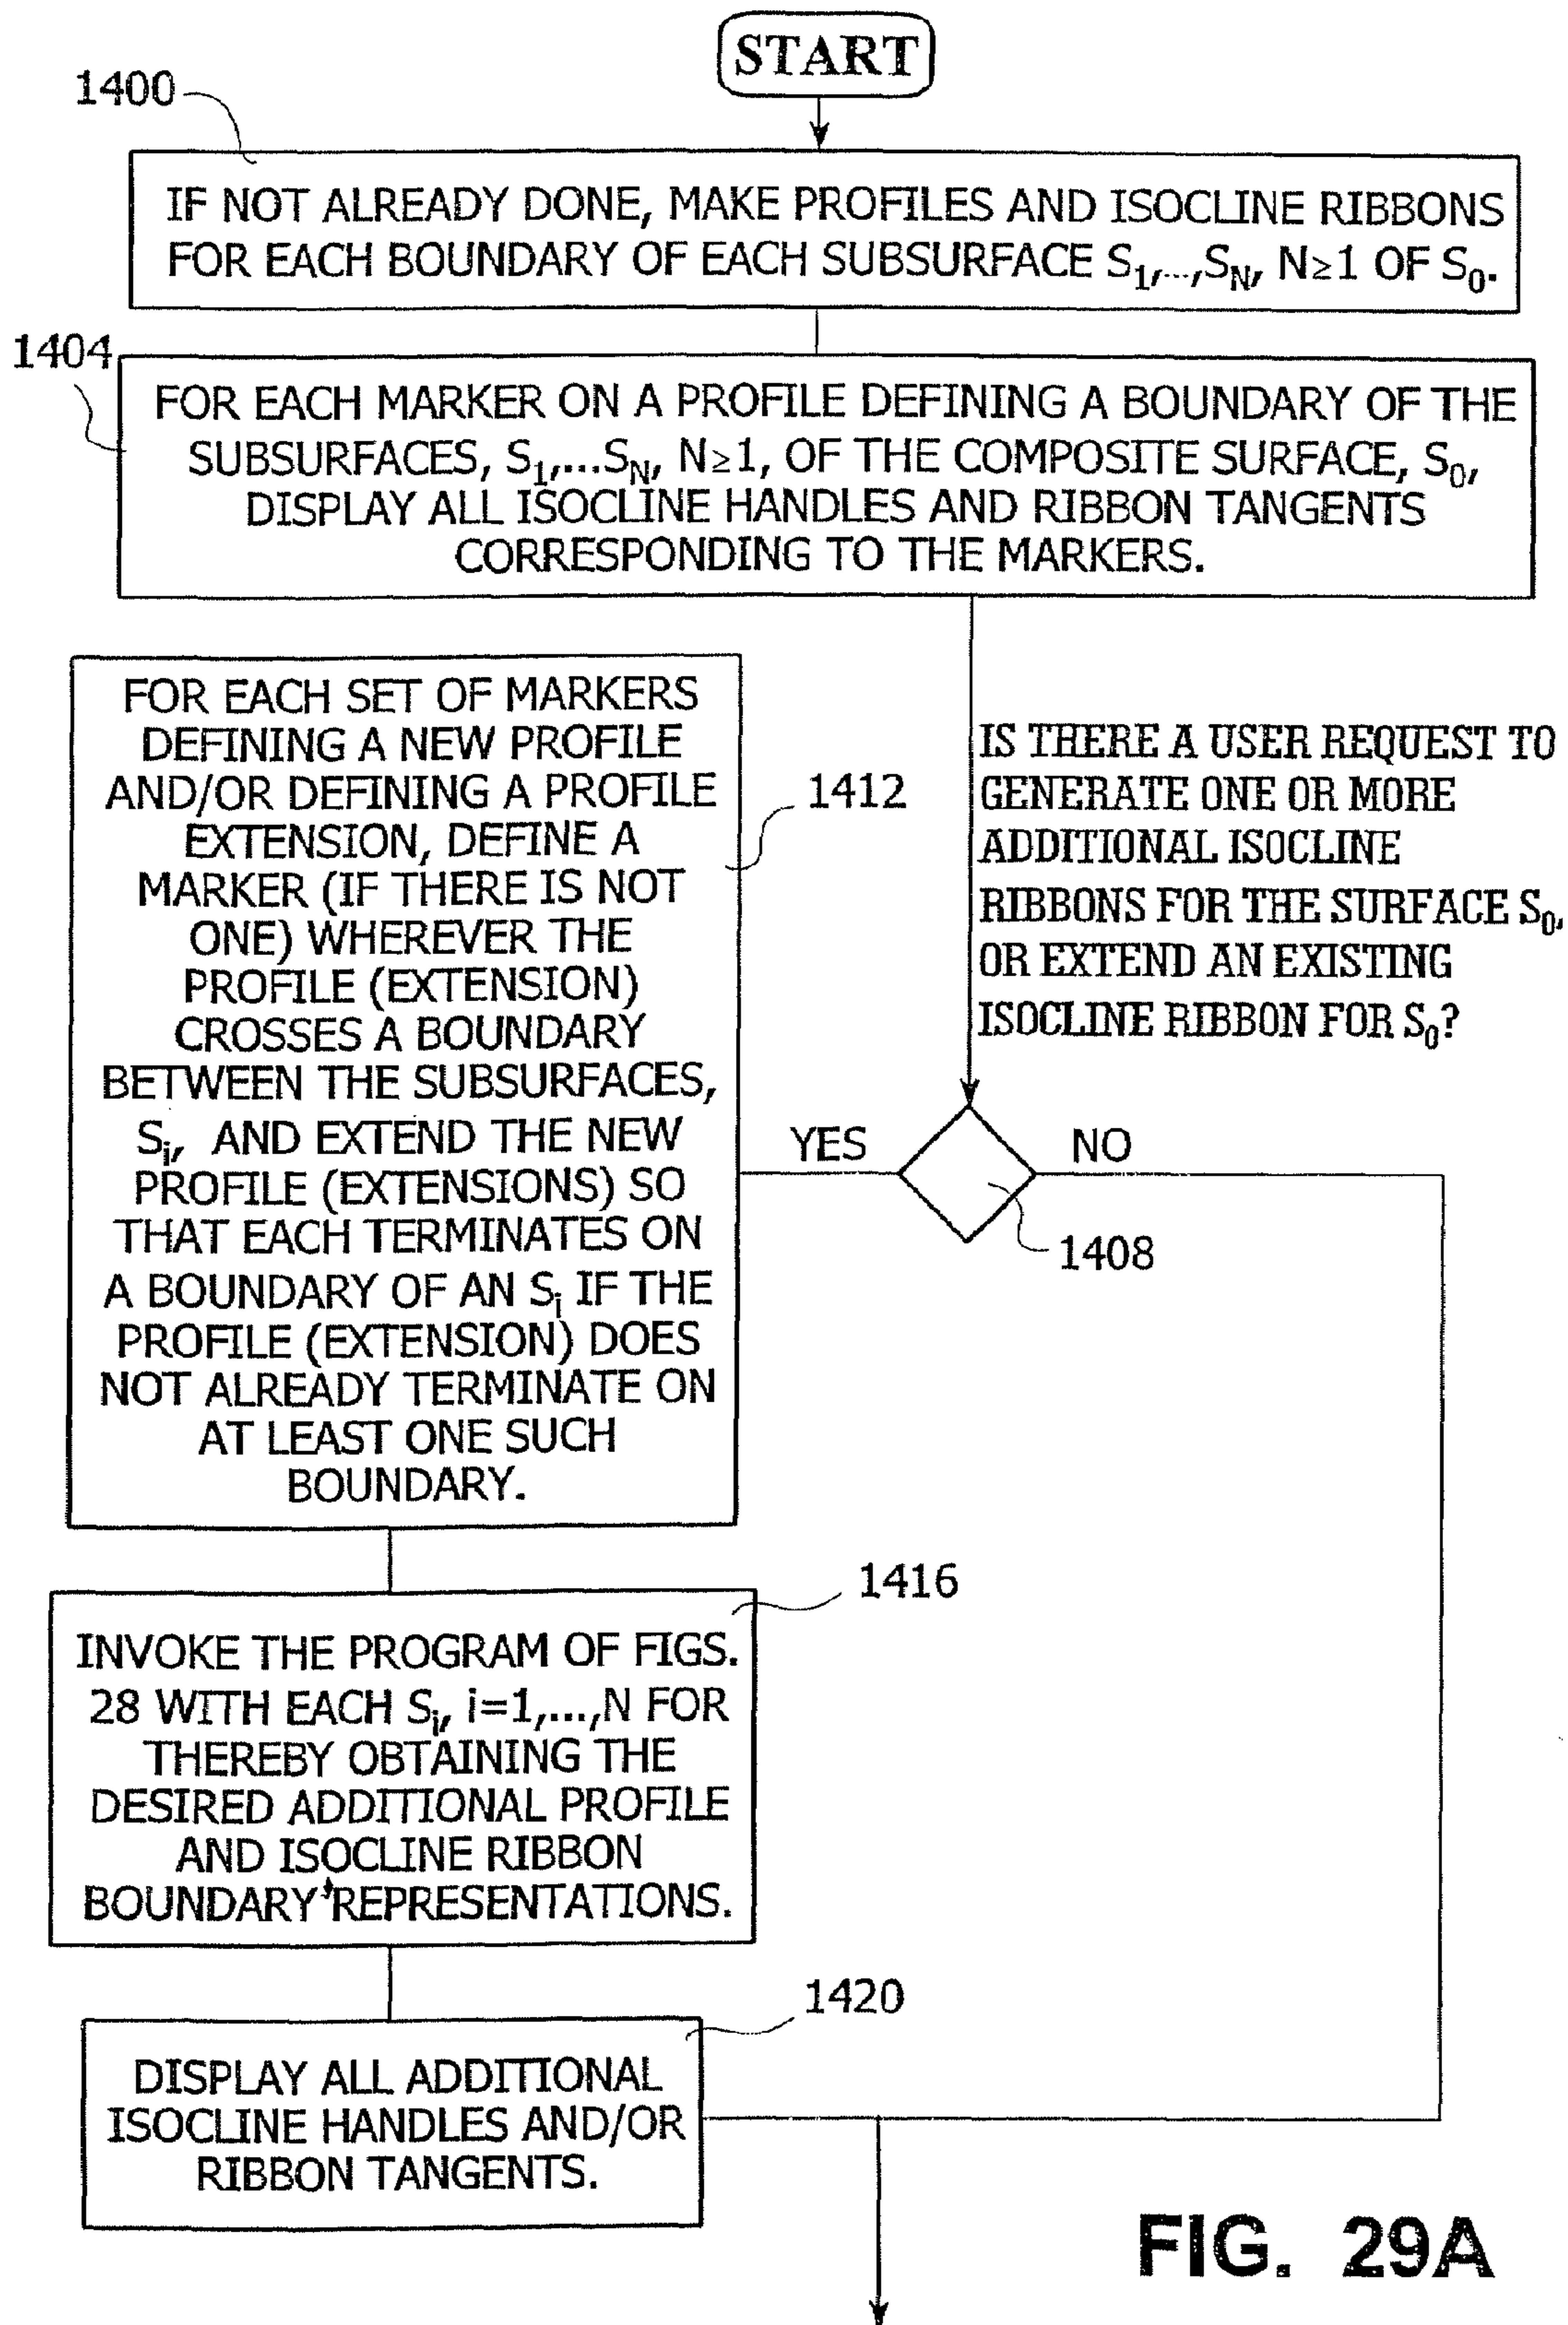 START
1400
IF NOT ALREADY DONE, MAKE PROFILES AND ISOCLINE RIBBONS
FOR EACH BOUNDARY OF EACH SUBSURFACE S₁,...,S_N, N≥1 OF S₀.
1404
FOR EACH MARKER ON A PROFILE DEFINING A BOUNDARY OF THE
SUBSURFACES, S₁,...S_N, N≥1, OF THE COMPOSITE SURFACE, S₀,
DISPLAY ALL ISOCLINE HANDLES AND RIBBON TANGENTS
CORRESPONDING TO THE MARKERS.
IS THERE A USER REQUEST TO
GENERATE ONE OR MORE
ADDITIONAL ISOCLINE
RIBBONS FOR THE SURFACE S₀,
OR EXTEND AN EXISTING
ISOCLINE RIBBON FOR S₀?
YES
NO
1408
FOR EACH SET OF MARKERS
DEFINING A NEW PROFILE
AND/OR DEFINING A PROFILE
EXTENSION, DEFINE A
MARKER (IF THERE IS NOT
ONE) WHEREVER THE
PROFILE (EXTENSION)
CROSSES A BOUNDARY
BETWEEN THE SUBSURFACES,
Sᵢ, AND EXTEND THE NEW
PROFILE (EXTENSIONS) SO
THAT EACH TERMINATES ON
A BOUNDARY OF AN Sᵢ IF THE
PROFILE (EXTENSION) DOES
NOT ALREADY TERMINATE ON
AT LEAST ONE SUCH
BOUNDARY.
1412
1416
INVOKE THE PROGRAM OF FIGS.
28 WITH EACH Sᵢ, i=1,...,N FOR
THEREBY OBTAINING THE
DESIRED ADDITIONAL PROFILE
AND ISOCLINE RIBBON
BOUNDARY REPRESENTATIONS.
1420
DISPLAY ALL ADDITIONAL
ISOCLINE HANDLES AND/OR
RIBBON TANGENTS.
FIG. 29A